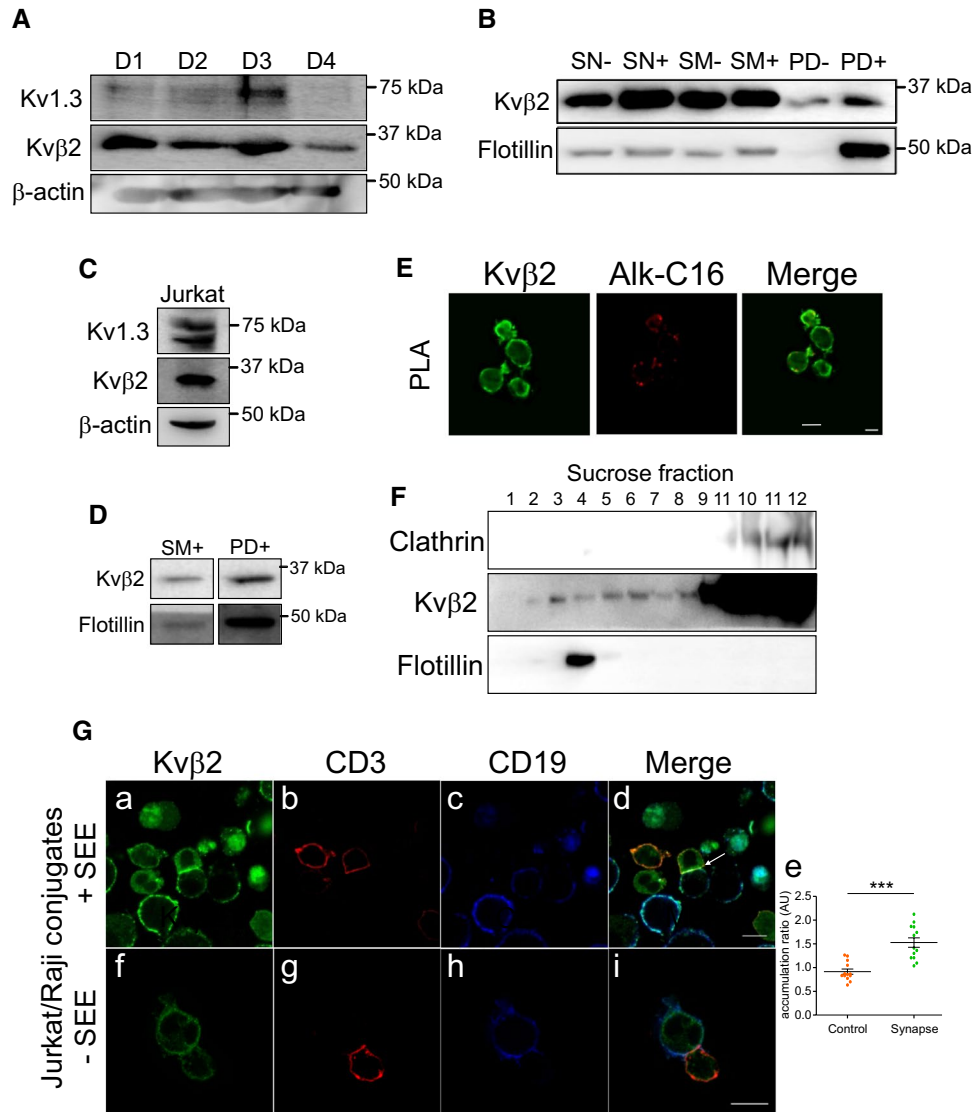 A
D1 D2 D3 D4
Kv1.3
75 kDa
Kvβ2
37 kDa
β-actin
50 kDa
B
SN- SN+ SM- SM+ PD- PD+
Kvβ2
37 kDa
Flotillin
50 kDa
C
Jurkat
Kv1.3
75 kDa
Kvβ2
37 kDa
β-actin
50 kDa
D
SM+ PD+
Kvβ2
37 kDa
Flotillin
50 kDa
E
Kvβ2 Alk-C16 Merge
PLA
F
Sucrose fraction
1 2 3 4 5 6 7 8 9 11 10 11 12
Clathrin
Kvβ2
Flotillin
G
Kvβ2 CD3 CD19 Merge
Jurkat/Raji conjugates
+ SEE
a b c d
- SEE
f g h i
e
accumulation ratio (AU)
***
2.5
2.0
1.5
1.0
0.5
0.0
Control Synapse